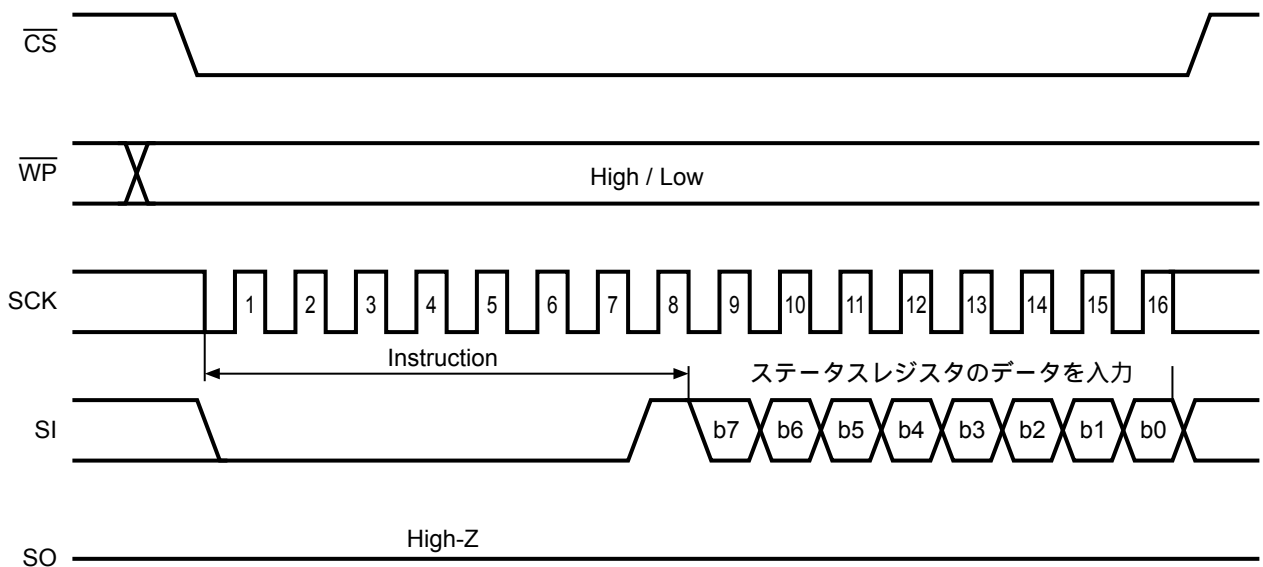 CS
WP
High / Low
SCK
1 2 3 4 5 6 7 8 9 10 11 12 13 14 15 16
Instruction
ステータスレジスタのデータを入力
SI
b7 b6 b5 b4 b3 b2 b1 b0
High-Z
SO